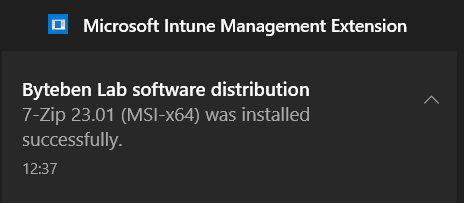 Microsoft Intune Management Extension
Byteben Lab software distribution
7-Zip 23.01 (MSI-x64) was installed
successfully.
12:37